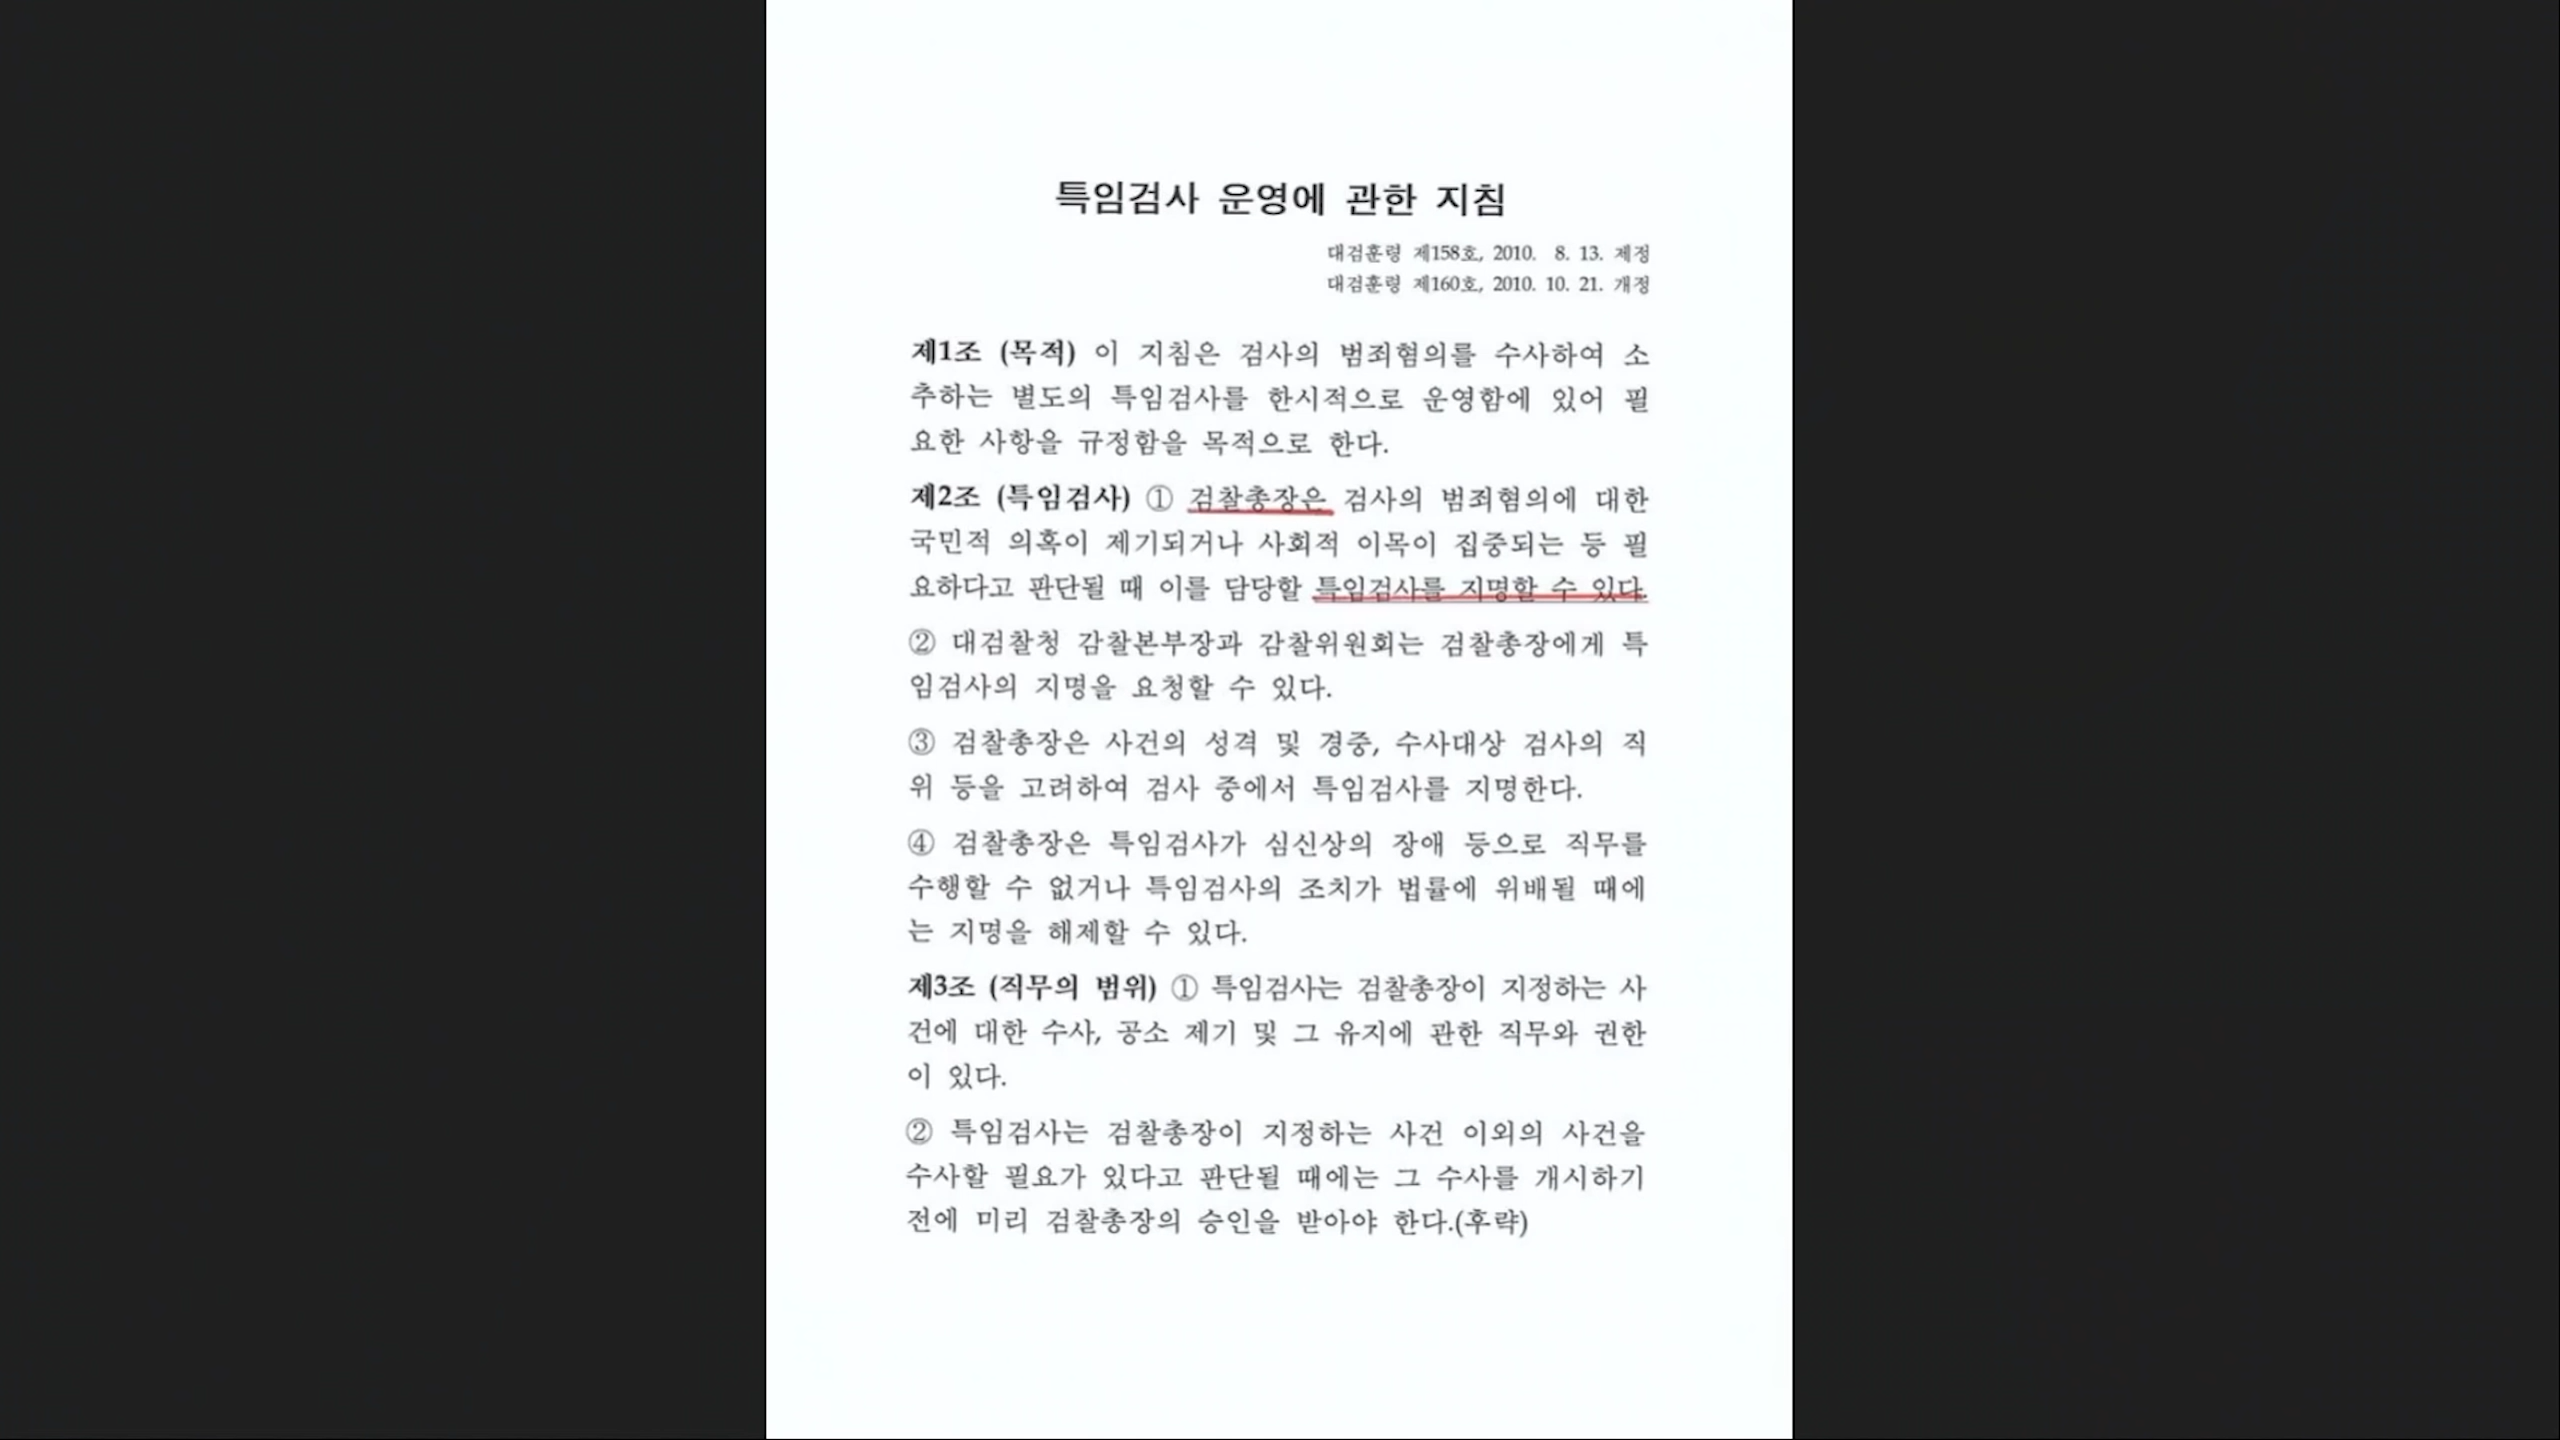 특임검사 운영에 관한 지침
대검훈령 제158호, 2010. 8. 13. 제정
대검훈령 제160호, 2010. 10. 21. 개정
제1조 (목적) 이 지침은 검사의 범죄혐의를 수사하여 소
추하는 별도의 특임검사를 한시적으로 운영함에 있어 필
요한 사항을 규정함을 목적으로 한다.
제2조 (특임검사) ① 검찰총장은 검사의 범죄혐의에 대한
국민적 의혹이 제기되거나 사회적 이목이 집중되는 등 필
요하다고 판단될 때 이를 담당할 특임검사를 지명할 수 있다.
② 대검찰청 감찰본부장과 감찰위원회는 검찰총장에게 특
임검사의 지명을 요청할 수 있다.
③ 검찰총장은 사건의 성격 및 경중, 수사대상 검사의 직
위 등을 고려하여 검사 중에서 특임검사를 지명한다.
④ 검찰총장은 특임검사가 심신상의 장애 등으로 직무를
수행할 수 없거나 특임검사의 조치가 법률에 위배될 때에
는 지명을 해제할 수 있다.
제3조 (직무의 범위) ① 특임검사는 검찰총장이 지정하는 사
건에 대한 수사, 공소 제기 및 그 유지에 관한 직무와 권한
이 있다.
② 특임검사는 검찰총장이 지정하는 사건 이외의 사건을
수사할 필요가 있다고 판단될 때에는 그 수사를 개시하기
전에 미리 검찰총장의 승인을 받아야 한다.(후략)